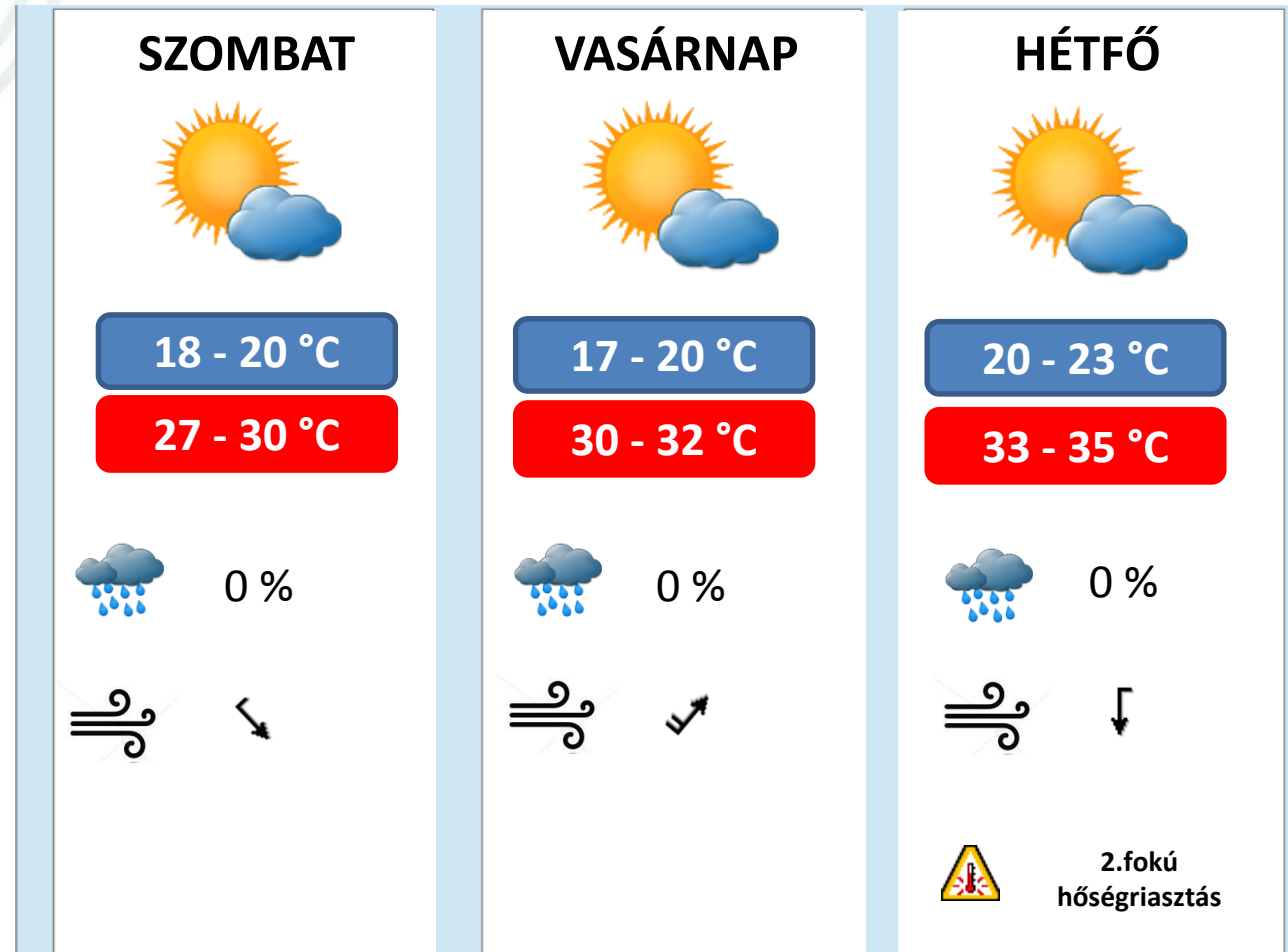 SZOMBAT
18 - 20 °C
27 - 30 °C
0 %
VASÁRNAP
17 - 20 °C
30 - 32 °C
0 %
HÉTFŐ
20 - 23 °C
33 - 35 °C
0 %
2.fokú
hőségriasztás